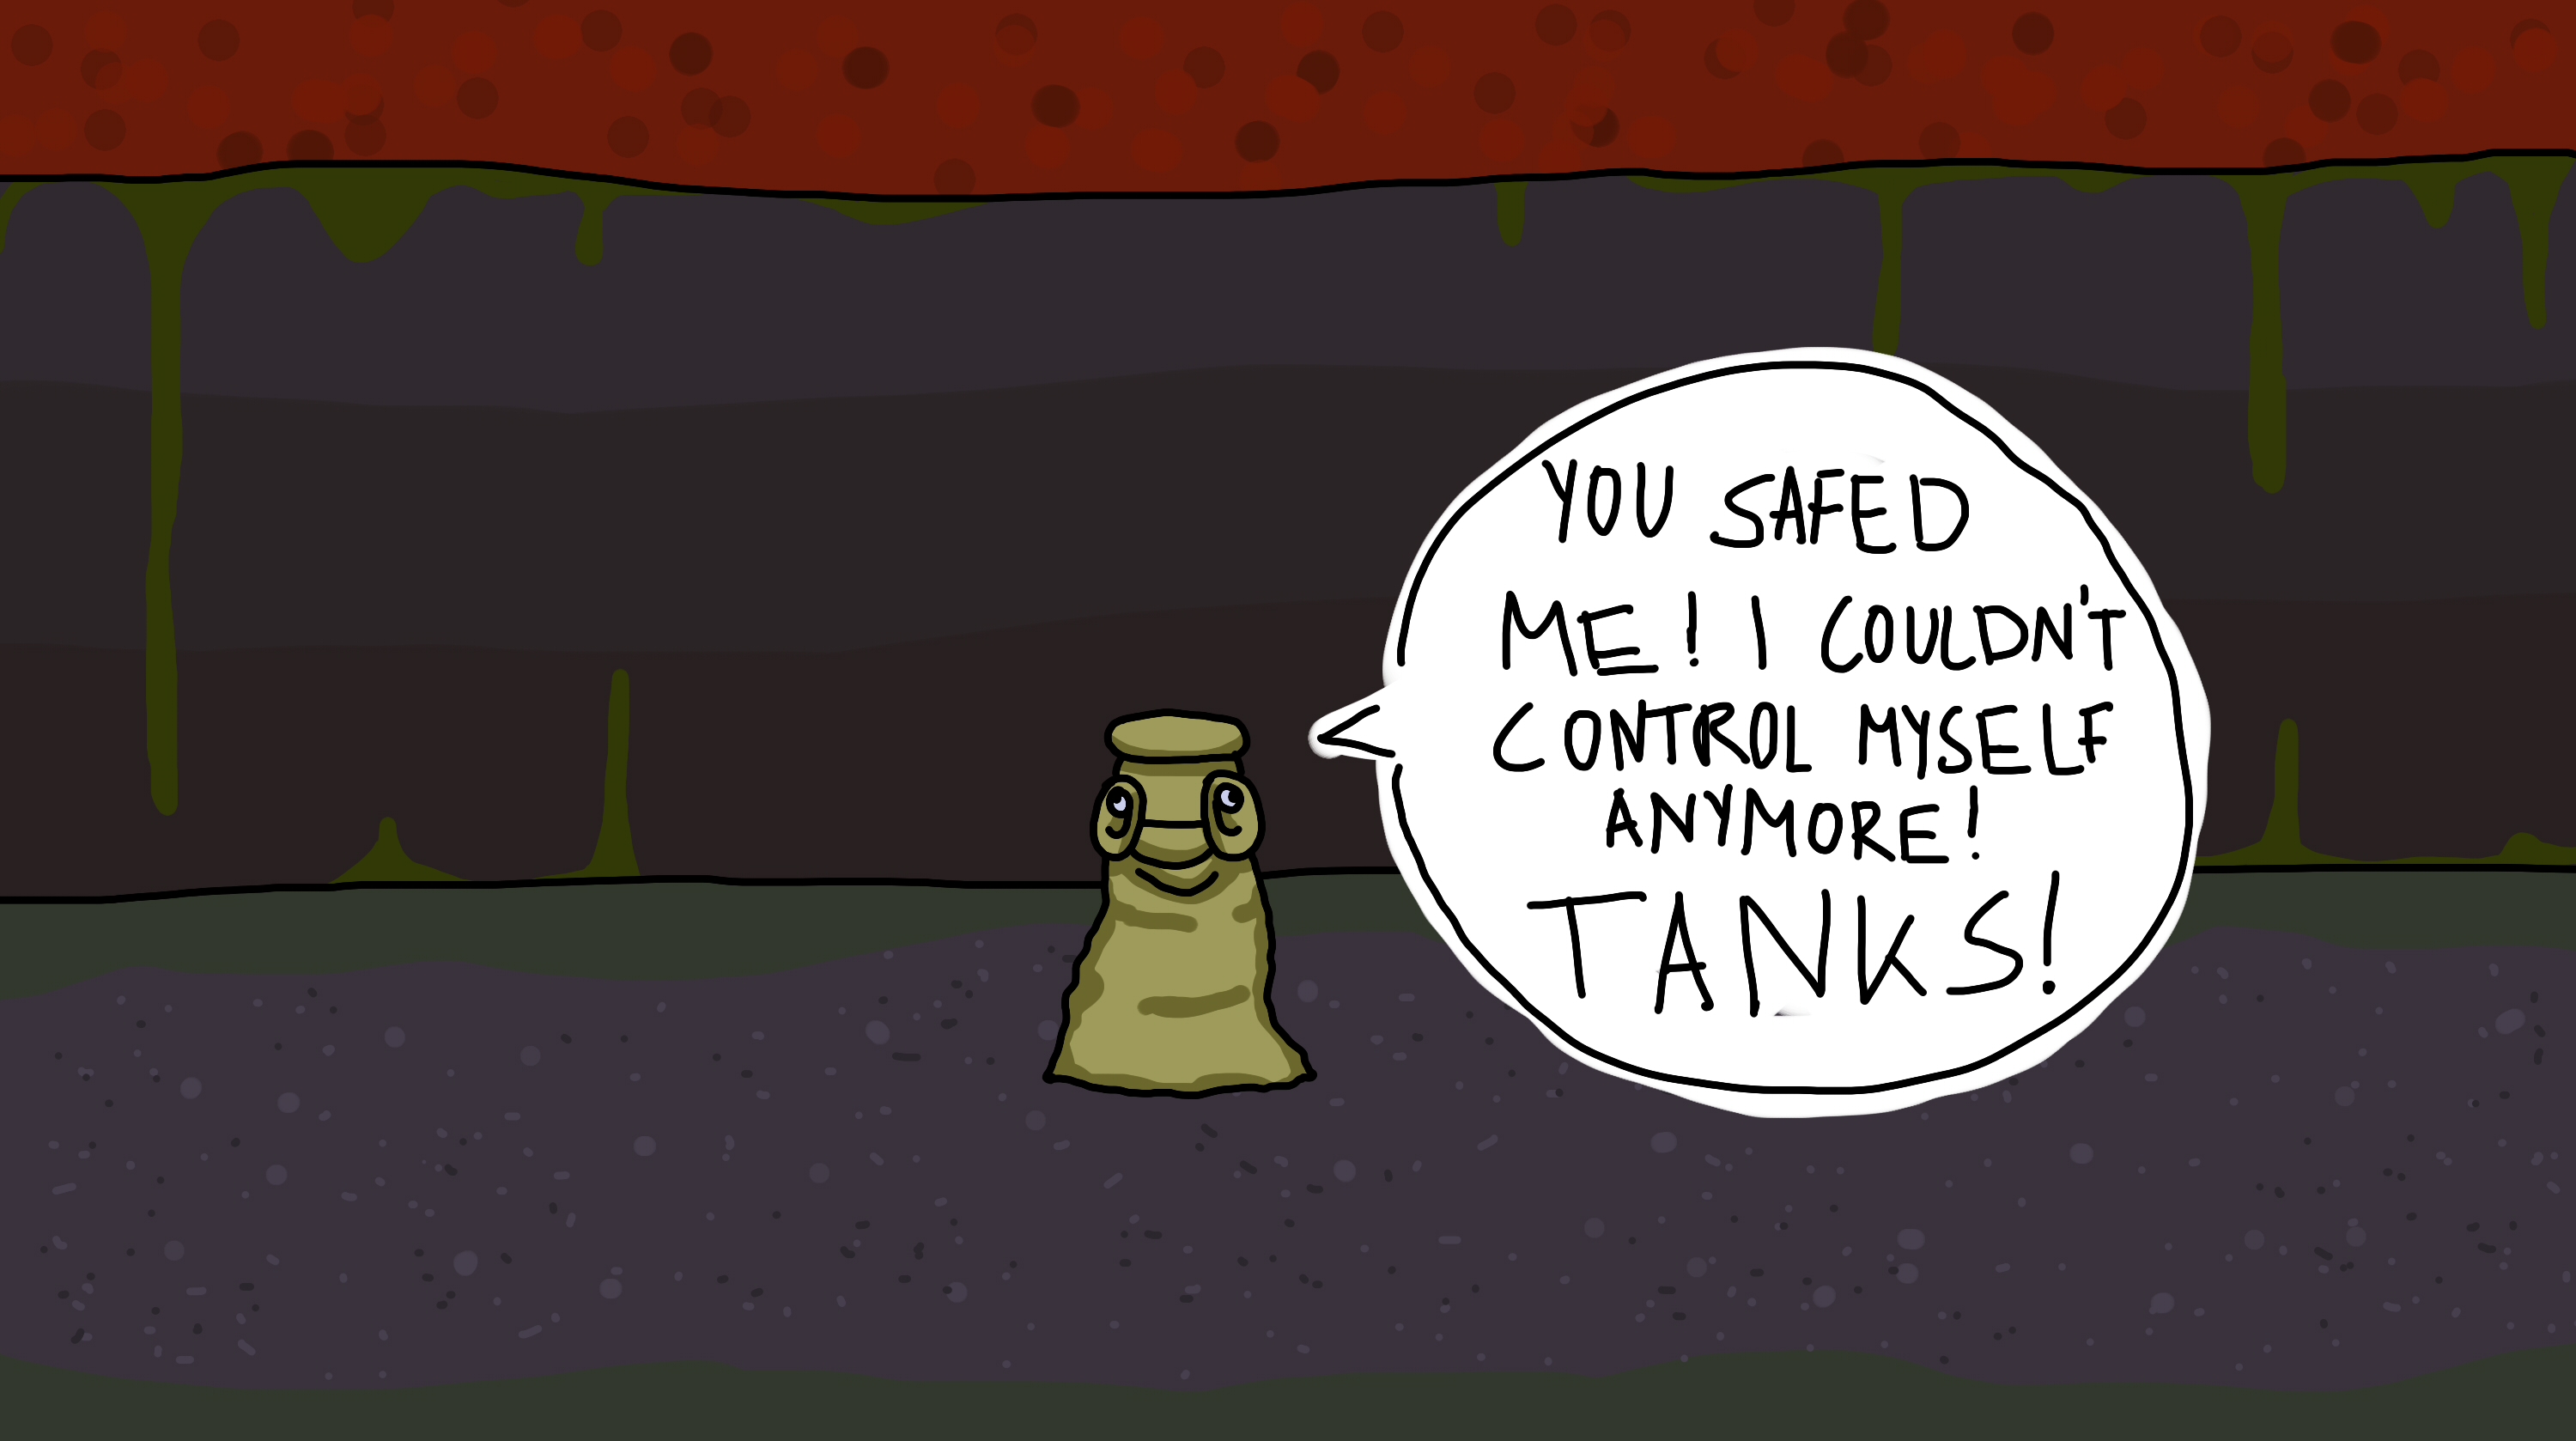 YOU SAFED
ME! I COULDN'T
CONTROL MYSELF
ANYMORE!
TANKS!